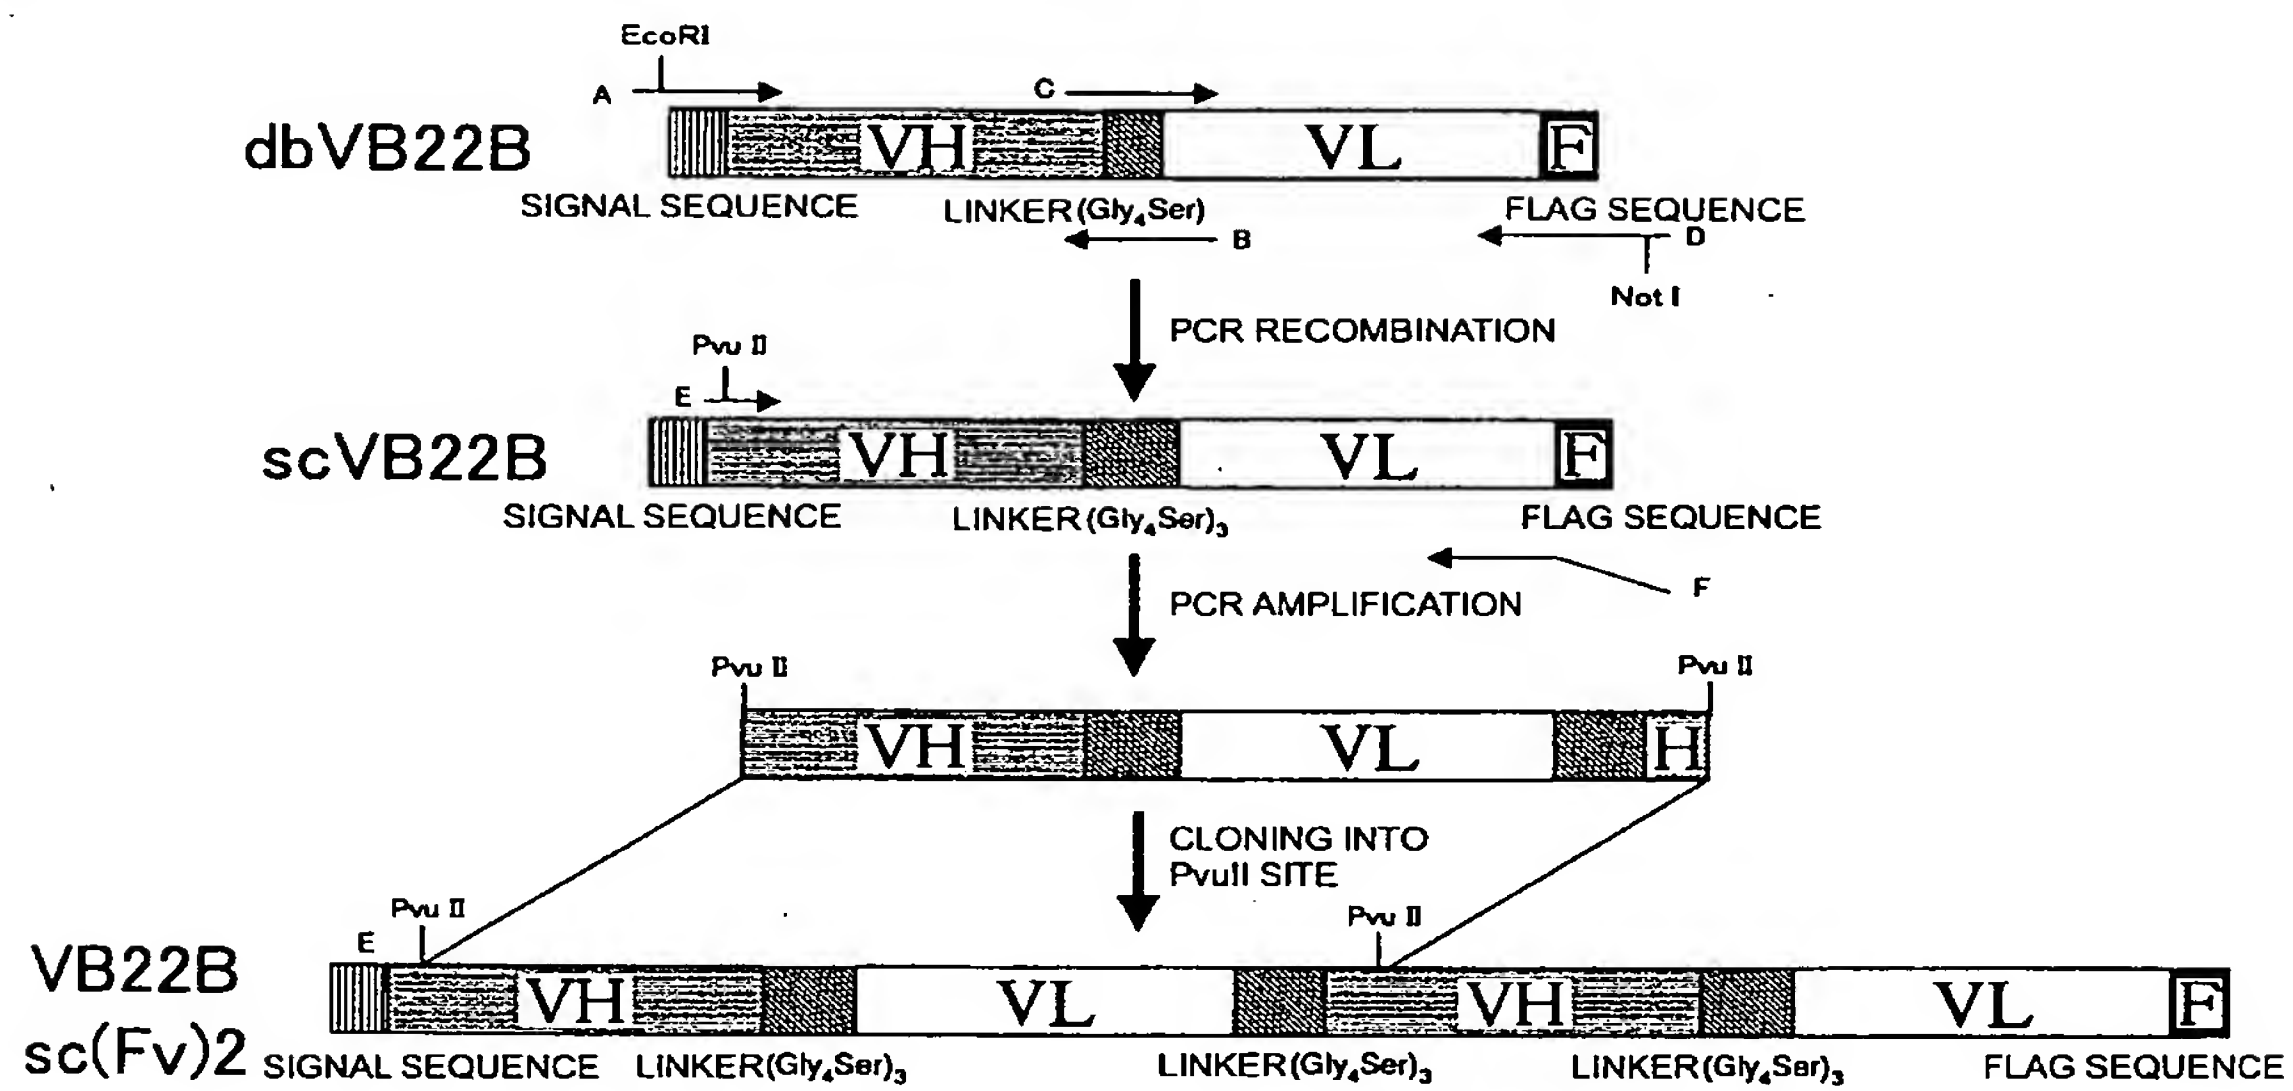 EcoRI
A
C
dbVB22B
VH
VL
F
SIGNAL SEQUENCE
LINKER(Gly₄Ser)
FLAG SEQUENCE
B
D
Not I
PCR RECOMBINATION
Pvu II
E
scVB22B
VH
VL
F
SIGNAL SEQUENCE
LINKER(Gly₄Ser)₃
FLAG SEQUENCE
F
PCR AMPLIFICATION
Pvu II
Pvu II
VH
VL
H
CLONING INTO
PvuII SITE
Pvu II
Pvu II
E
VB22B
sc(Fv)2
VH
VL
VH
VL
F
SIGNAL SEQUENCE
LINKER(Gly₄Ser)₃
LINKER(Gly₄Ser)₃
LINKER(Gly₄Ser)₃
FLAG SEQUENCE